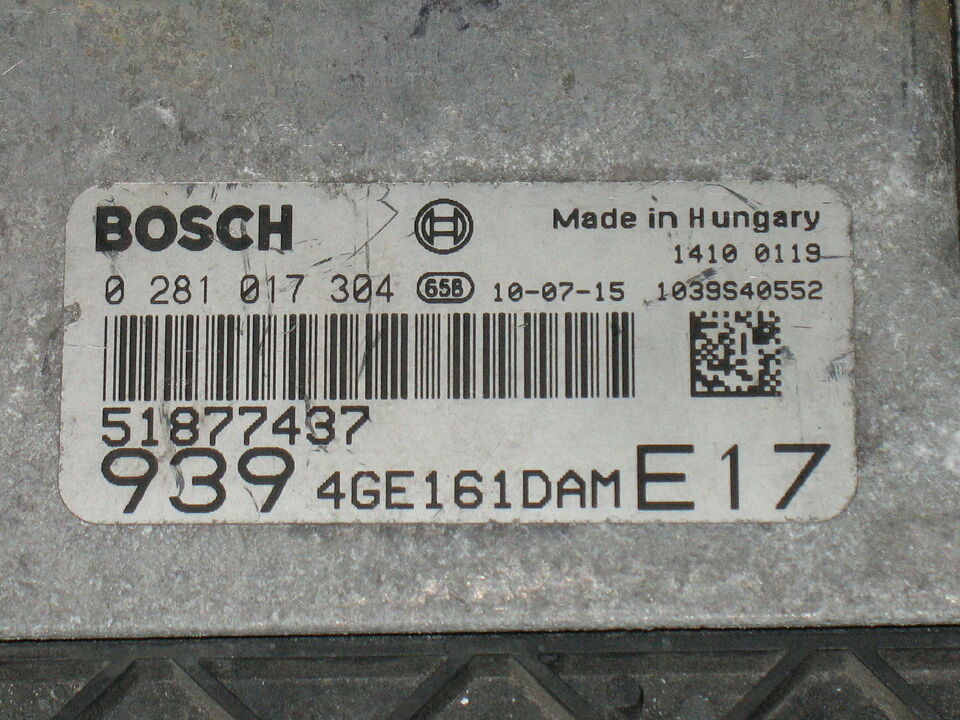 BOSCH Made in Hungary
1410 0119
0 281 017 304 658 10-07-15 1039S40552
51877437
939 4GE161DAM E17